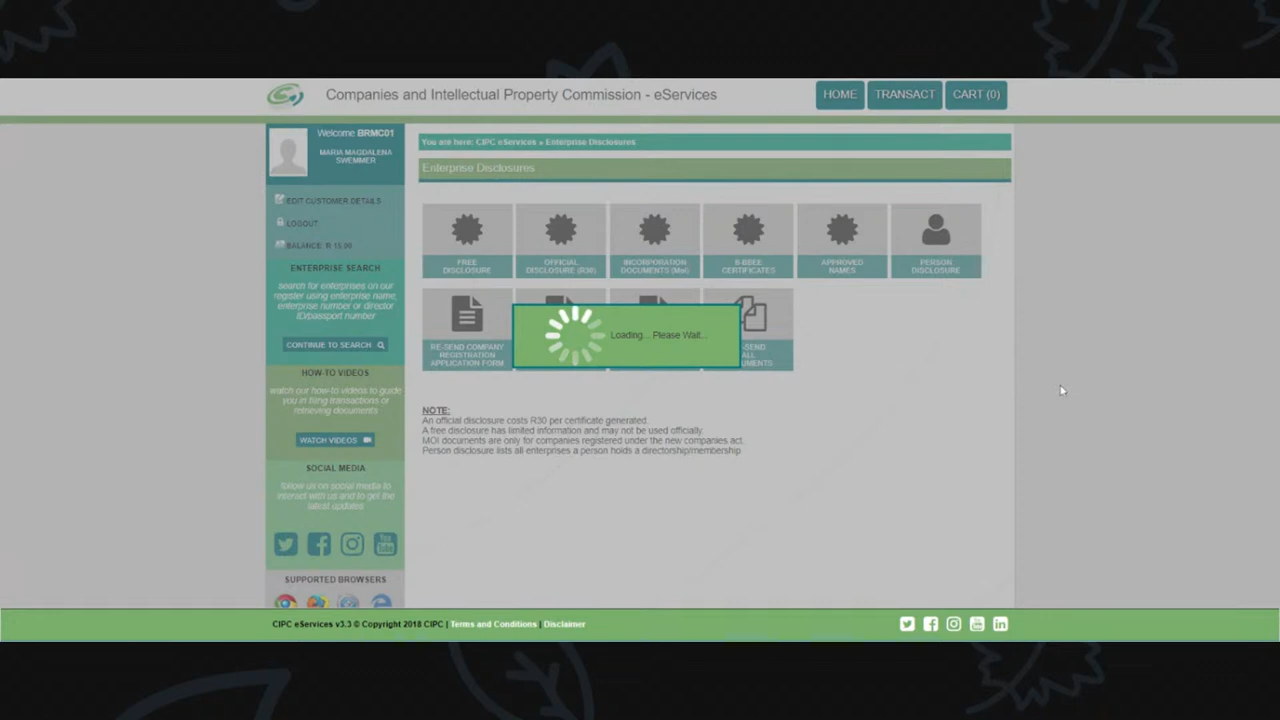 Companies and Intellectual Property Commission - eServices
HOME
TRANSACT
CART (0)
Welcome BRMC01
MARIA MAGDALENA
SWEMMER
EDIT CUSTOMER DETAILS
LOGOUT
BALANCE: R 15.00
ENTERPRISE SEARCH
search for enterprises on our
register using enterprise name,
enterprise number or director
ID/passport number
CONTINUE TO SEARCH
HOW-TO VIDEOS
watch our how-to videos to guide
you in filing transactions or
retrieving documents
WATCH VIDEOS
SOCIAL MEDIA
follow us on social media to
interact with us and to get the
latest updates
You Tube
SUPPORTED BROWSERS
You are here: CIPC eServices » Enterprise Disclosures
Enterprise Disclosures
FREE
DISCLOSURE
OFFICIAL
DISCLOSURE (R30)
INCORPORATION
DOCUMENTS (MoI)
B-BBEE
CERTIFICATES
APPROVED
NAMES
PERSON
DISCLOSURE
RE-SEND COMPANY
REGISTRATION
APPLICATION FORM
-SEND
ALL
UMENTS
Loading... Please Wait...
NOTE:
An official disclosure costs R30 per certificate generated.
A free disclosure has limited information and may not be used officially.
MOI documents are only for companies registered under the new companies act.
Person disclosure lists all enterprises a person holds a directorship/membership
CIPC eServices v3.3 © Copyright 2018 CIPC | Terms and Conditions | Disclaimer